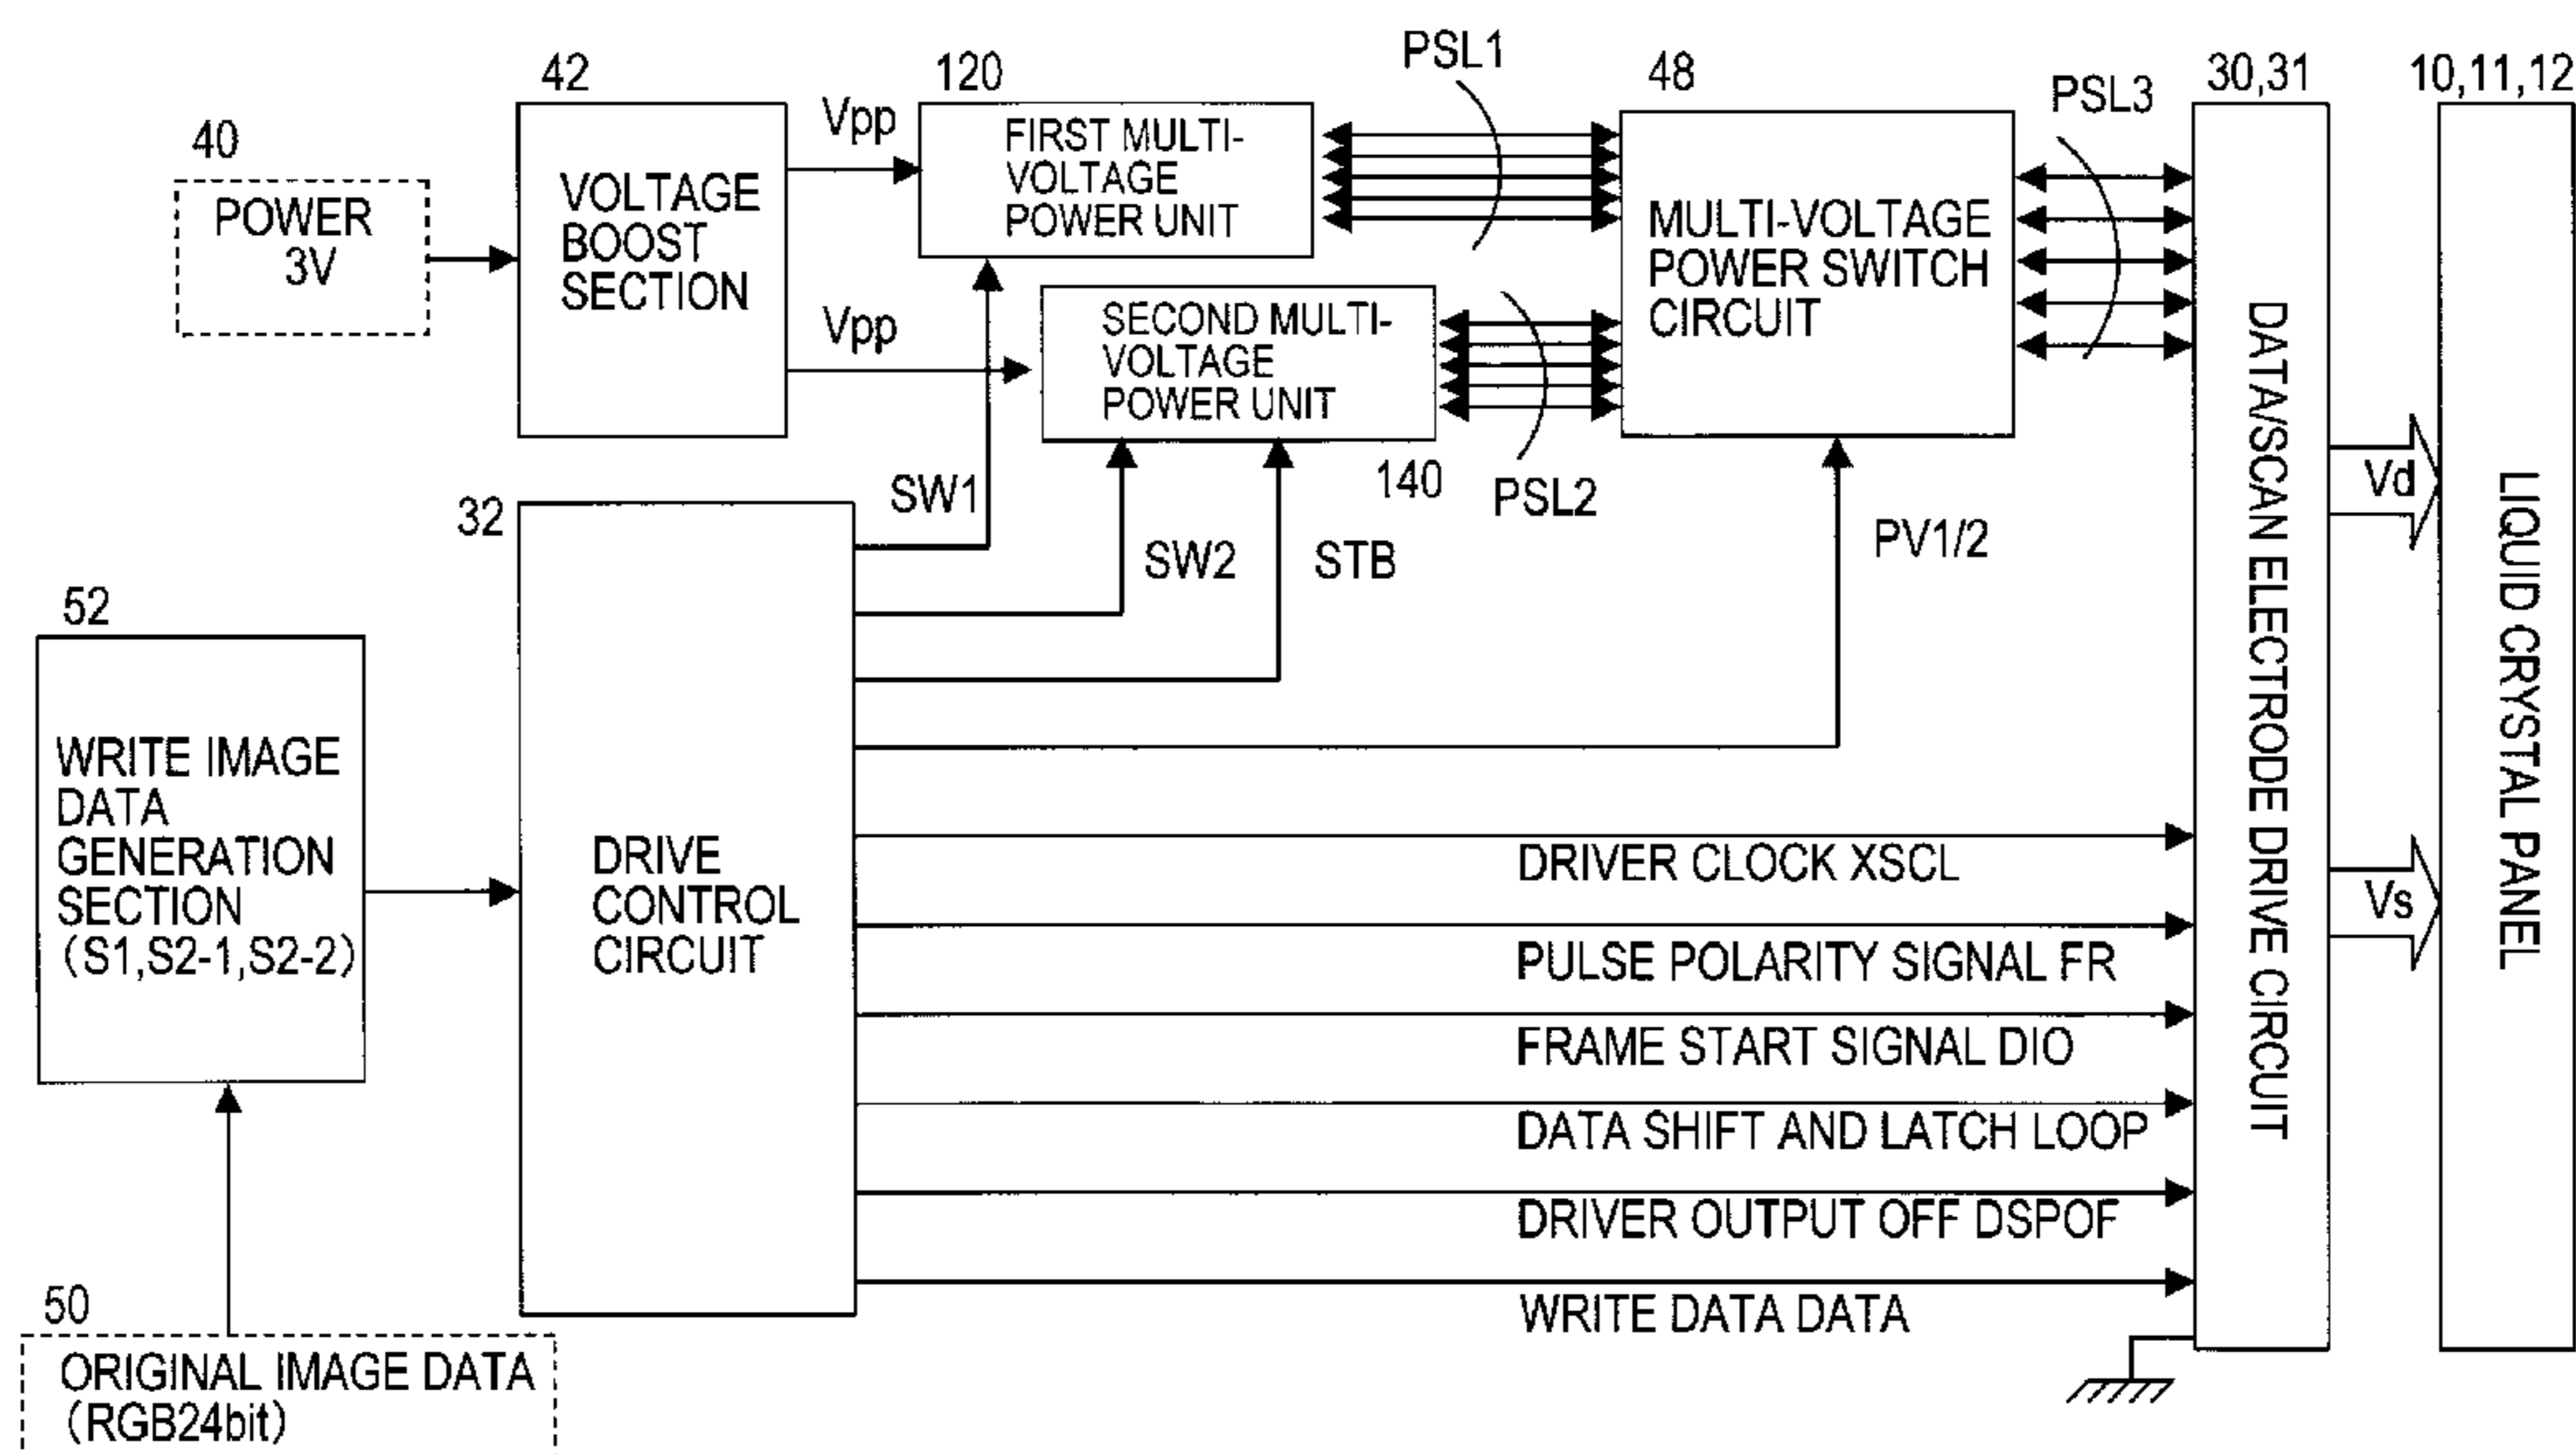 42
120
PSL1
48
30,31
10,11,12
PSL3
40
POWER
3V
VOLTAGE
BOOST
SECTION
Vpp
FIRST MULTI-
VOLTAGE
POWER UNIT
Vpp
SECOND MULTI-
VOLTAGE
POWER UNIT
140
PSL2
MULTI-VOLTAGE
POWER SWITCH
CIRCUIT
32
SW1
SW2
STB
PV1/2
DATA/SCAN ELECTRODE DRIVE CIRCUIT
Vd
Vs
LIQUID CRYSTAL PANEL
52
WRITE IMAGE
DATA
GENERATION
SECTION
(S1,S2-1,S2-2)
DRIVE
CONTROL
CIRCUIT
DRIVER CLOCK XSCL
PULSE POLARITY SIGNAL FR
FRAME START SIGNAL DIO
DATA SHIFT AND LATCH LOOP
DRIVER OUTPUT OFF DSPOF
WRITE DATA DATA
50
ORIGINAL IMAGE DATA
(RGB24bit)